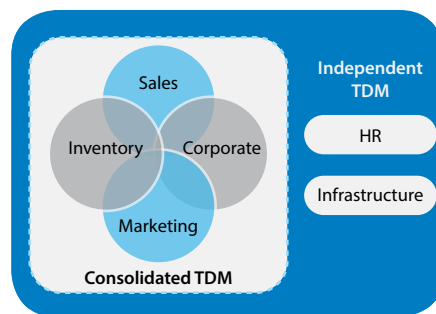 Sales
Inventory
Corporate
Marketing
Consolidated TDM
Independent
TDM
HR
Infrastructure